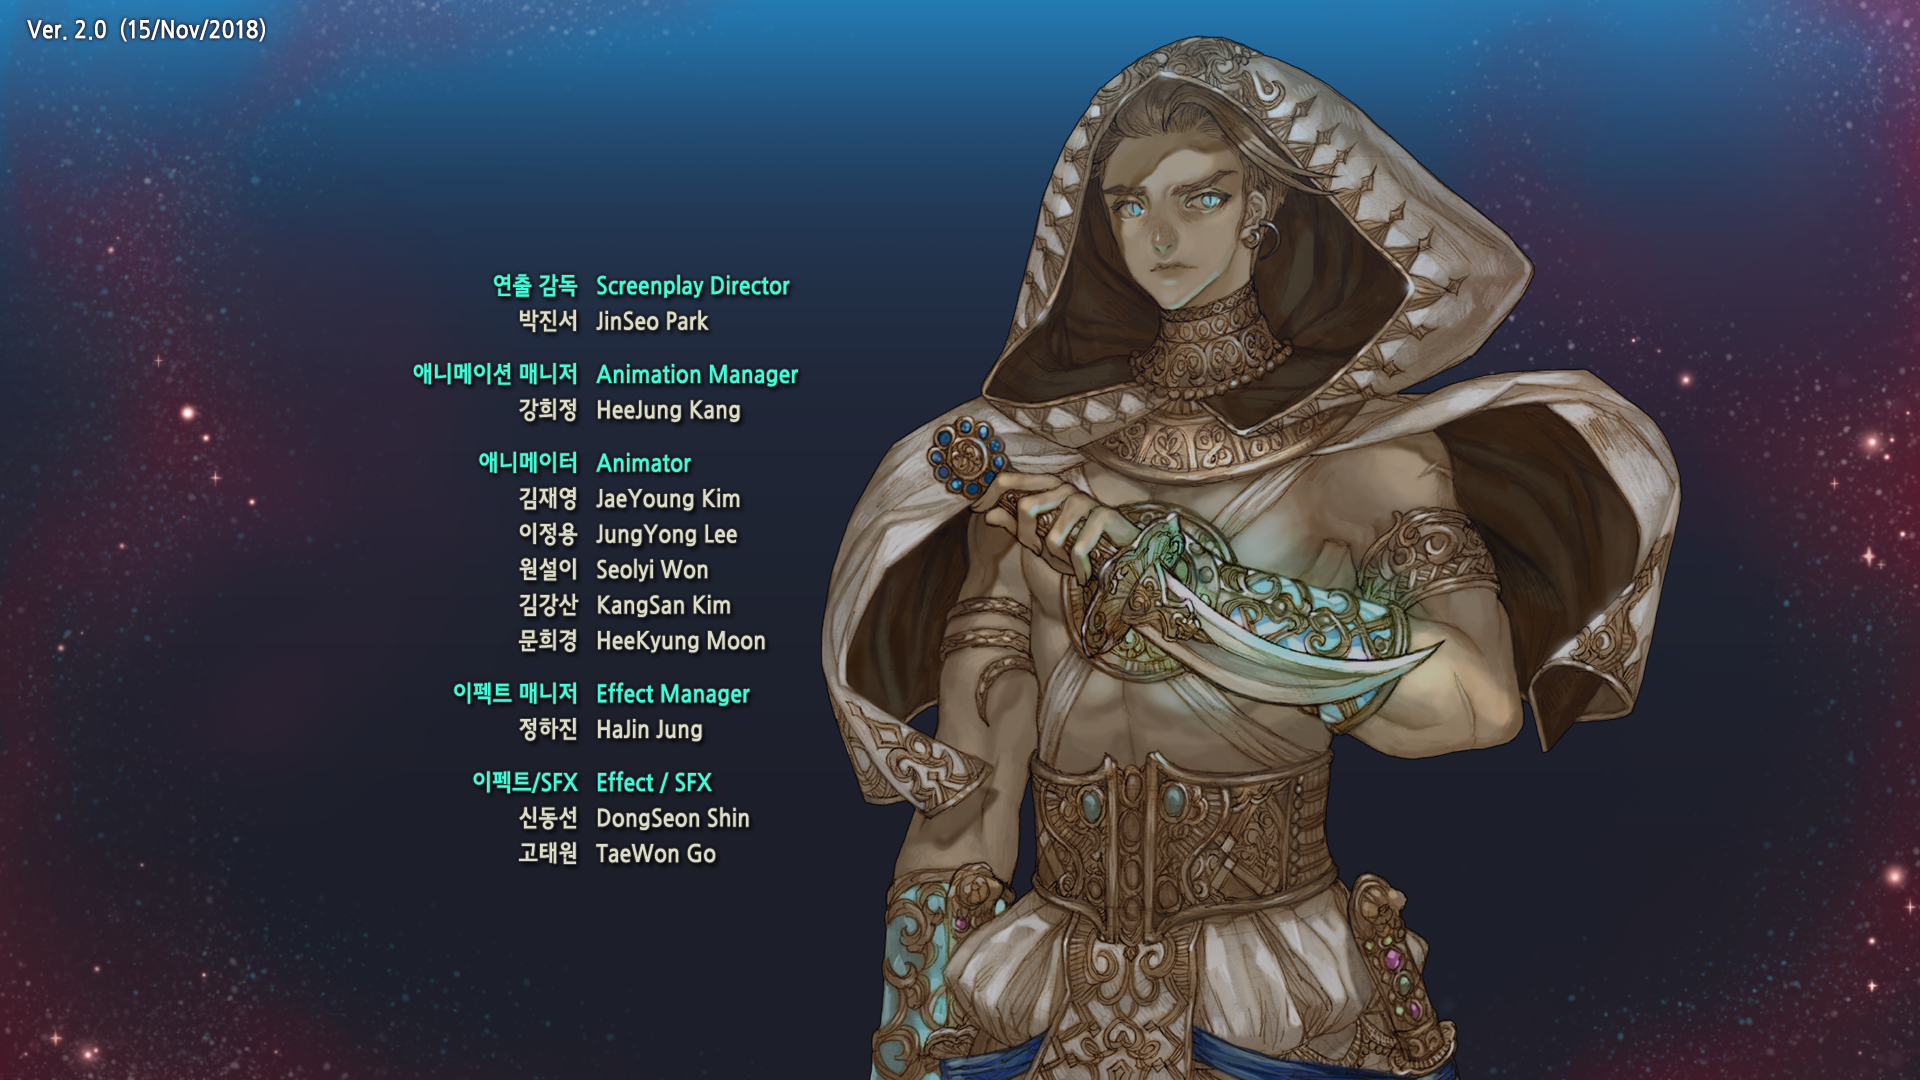 Ver. 2.0 (15/Nov/2018)
연출 감독 Screenplay Director
박진서 JinSeo Park
애니메이션 매니저 Animation Manager
강희정 HeeJung Kang
애니메이터 Animator
김재영 JaeYoung Kim
이정용 JungYong Lee
원설이 Seolyi Won
김강산 KangSan Kim
문희경 HeeKyung Moon
이펙트 매니저 Effect Manager
정하진 HaJin Jung
이펙트/SFX Effect / SFX
신동선 DongSeon Shin
고태원 TaeWon Go